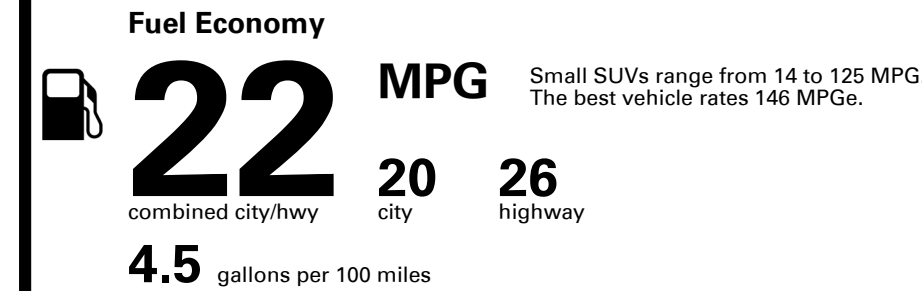 Fuel Economy
22 MPG
Small SUVs range from 14 to 125 MPG
The best vehicle rates 146 MPGe.
20 26
combined city/hwy city highway
4.5 gallons per 100 miles